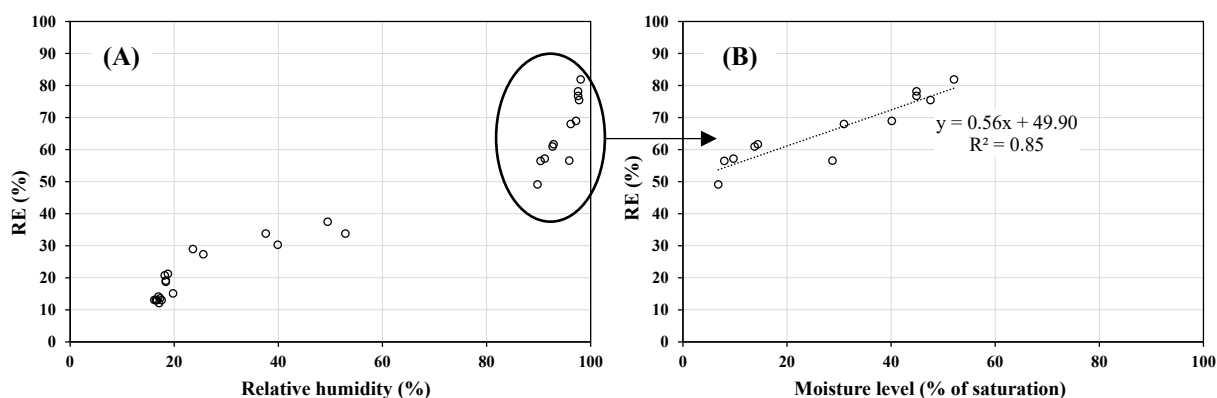 (A)
RE (%)
100
90
80
70
60
50
40
30
20
10
0
0 20 40 60 80 100
Relative humidity (%)
(B)
RE (%)
100
90
80
70
60
50
40
30
20
10
0
y = 0.56x + 49.90
R² = 0.85
0 20 40 60 80 100
Moisture level (% of saturation)